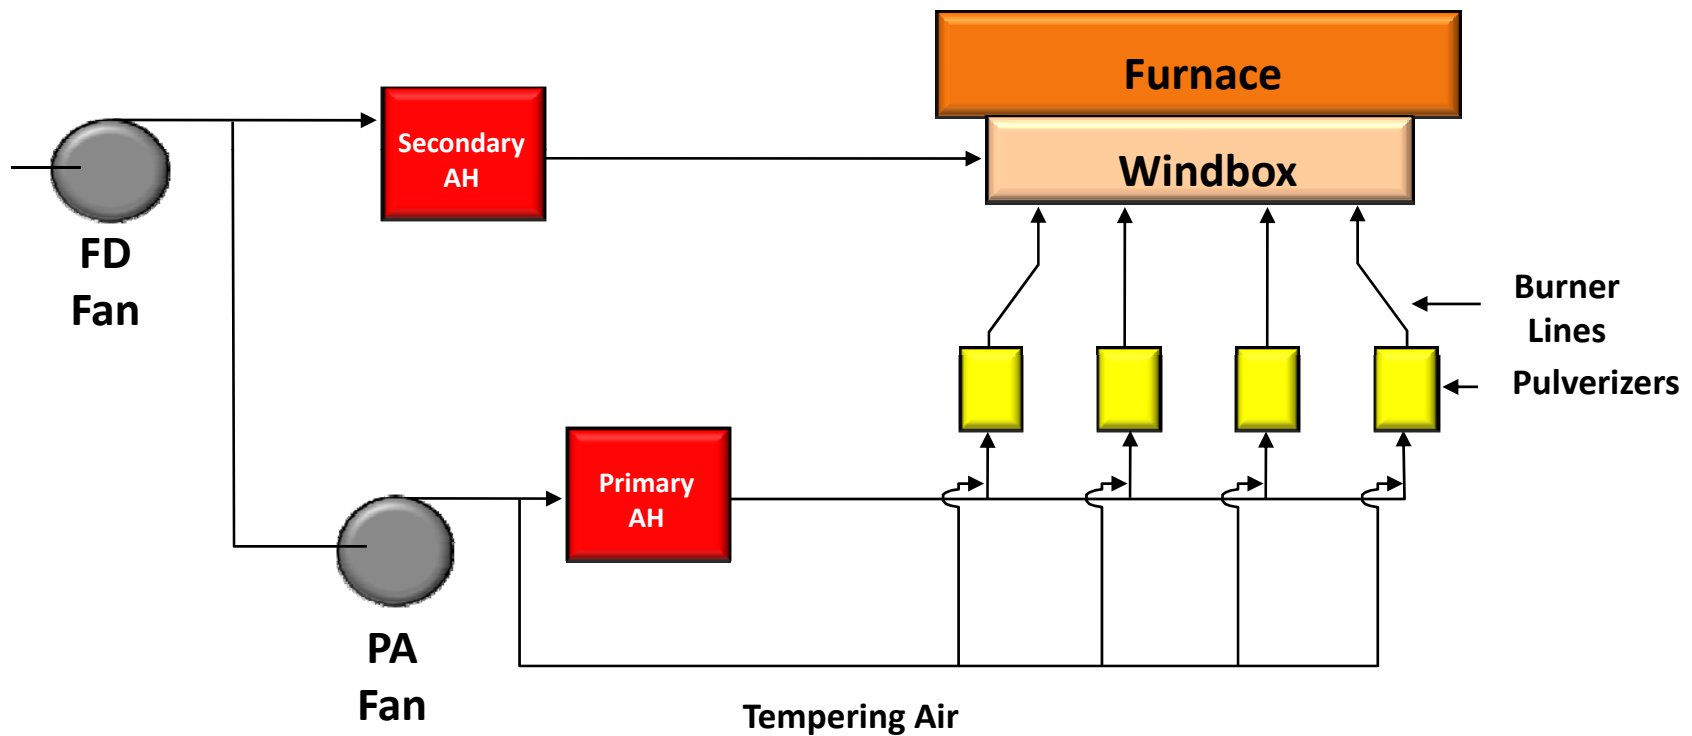 Furnace
Secondary
AH
Windbox
FD
Fan
Burner
Lines
Pulverizers
Primary
AH
PA
Fan
Tempering Air